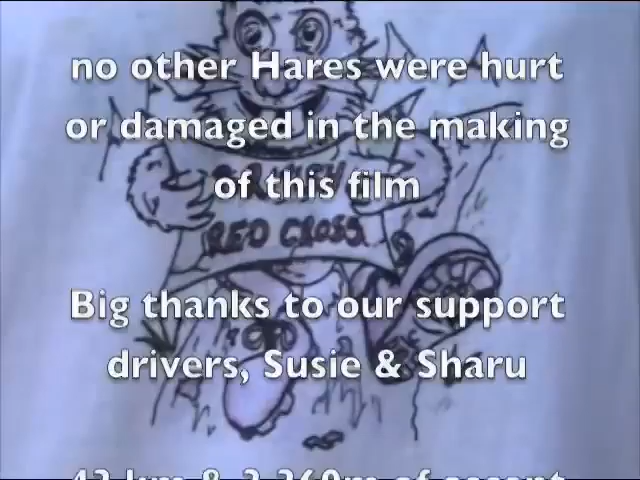 no other Hares were hurt
or damaged in the making
of this film
RED CROSS
Big thanks to our support
drivers, Susie & Sharu